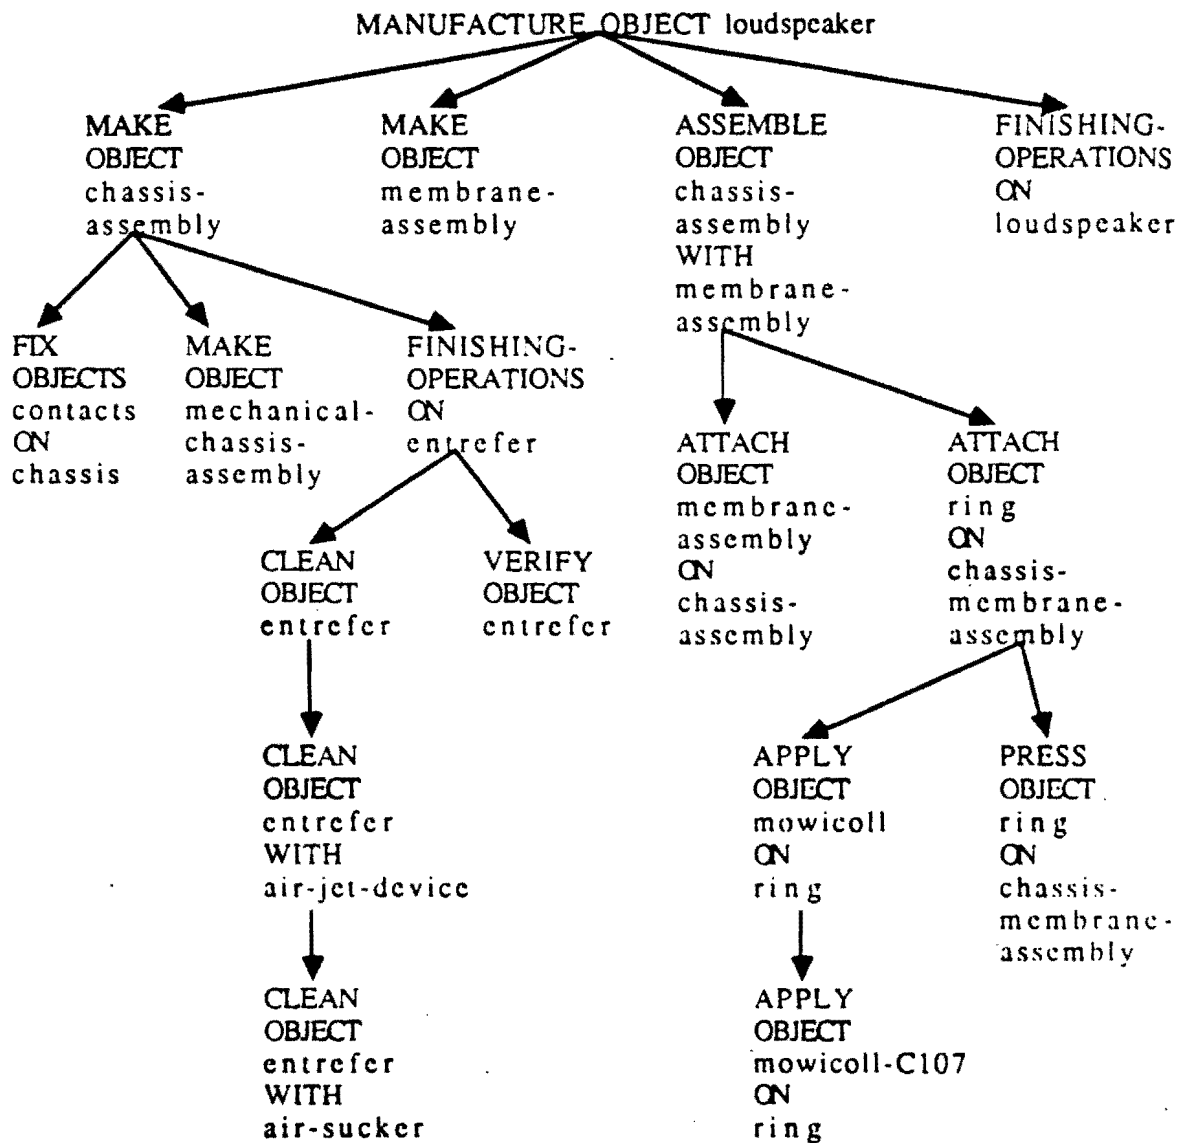 MANUFACTURE OBJECT loudspeaker
MAKE
OBJECT
chassis-
assembly
MAKE
OBJECT
membrane-
assembly
ASSEMBLE
OBJECT
chassis-
assembly
WITH
membrane-
assembly
FINISHING-
OPERATIONS
ON
loudspeaker
FIX
OBJECTS
contacts
ON
chassis
MAKE
OBJECT
mechanical-
chassis-
assembly
FINISHING-
OPERATIONS
ON
entrefer
ATTACH
OBJECT
membrane-
assembly
ON
chassis-
assembly
ATTACH
OBJECT
ring
ON
chassis-
membrane-
assembly
CLEAN
OBJECT
entrefer
VERIFY
OBJECT
entrefer
CLEAN
OBJECT
entrefer
WITH
air-jet-device
APPLY
OBJECT
mowicoll
ON
ring
PRESS
OBJECT
ring
ON
chassis-
membrane-
assembly
CLEAN
OBJECT
entrefer
WITH
air-sucker
APPLY
OBJECT
mowicoll-C107
ON
ring